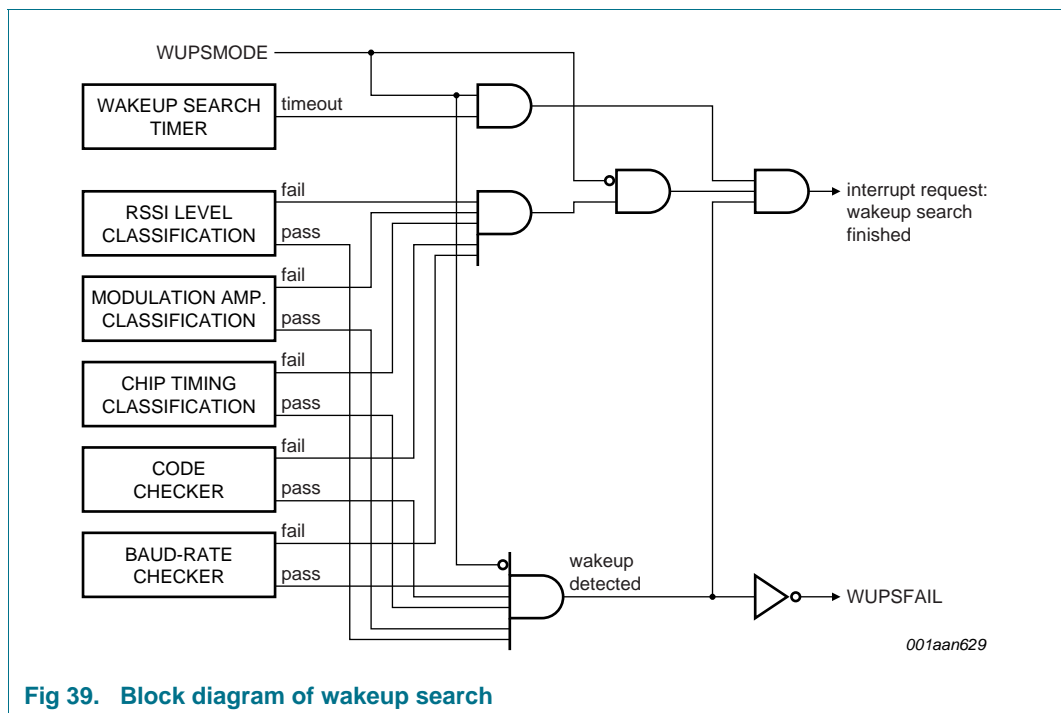 WUPSMODE
WAKEUP SEARCH
TIMER
timeout
RSSI LEVEL
CLASSIFICATION
fail
pass
MODULATION AMP.
CLASSIFICATION
fail
pass
CHIP TIMING
CLASSIFICATION
fail
pass
CODE
CHECKER
fail
pass
BAUD-RATE
CHECKER
fail
pass
interrupt request:
wakeup search
finished
wakeup
detected
WUPSFAIL
001aan629
Fig 39. Block diagram of wakeup search